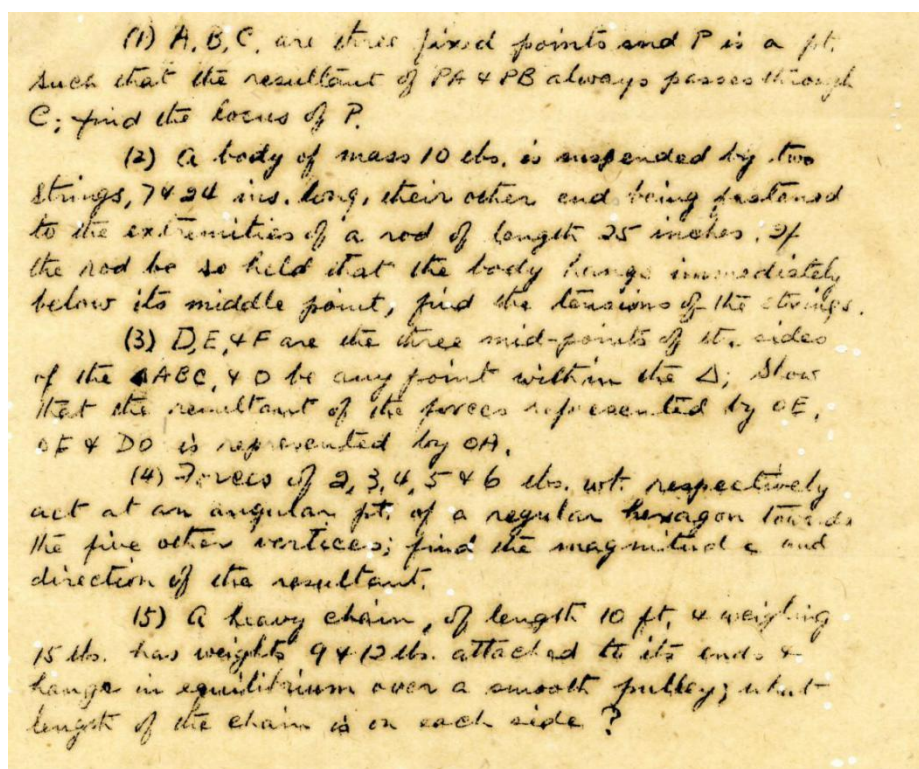 (1) A, B, C, are three fixed points and P is a pt.
such that the resultant of PA & PB always passes through
C; find the locus of P.
(2) A body of mass 10 lbs. is suspended by two
strings, 7 & 24 ins. long, their other end being fastened
to the extremities of a rod of length 25 inches. If
the rod be so held that the body hangs immediately
below its middle point, find the tensions of the strings.
(3) D, E, & F are the three mid-points of the sides
of the ΔABC, & O be any point within the Δ; Show
that the resultant of the forces represented by OE,
OF & DO is represented by OA.
(4) Forces of 2, 3, 4, 5 & 6 lbs. wt. respectively
act at an angular pt. of a regular hexagon towards
the five other vertices; find the magnitude and
direction of the resultant.
(5) A heavy chain, of length 10 ft, & weighing
15 lbs. has weights 9 & 12 lbs. attached to its ends &
hangs in equilibrium over a smooth pulley; what
length of the chain is on each side?